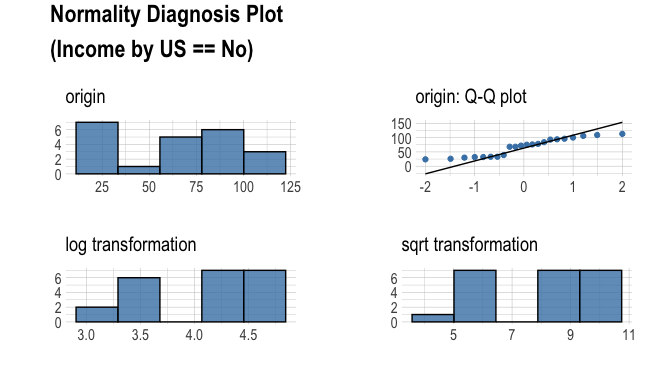 Normality Diagnosis Plot
(Income by US == No)
origin
6
4
2
0
25 50 75 100 125
origin: Q-Q plot
150
100
50
0
-2 -1 0 1 2
log transformation
6
4
2
0
3.0 3.5 4.0 4.5
sqrt transformation
6
4
2
0
5 7 9 11